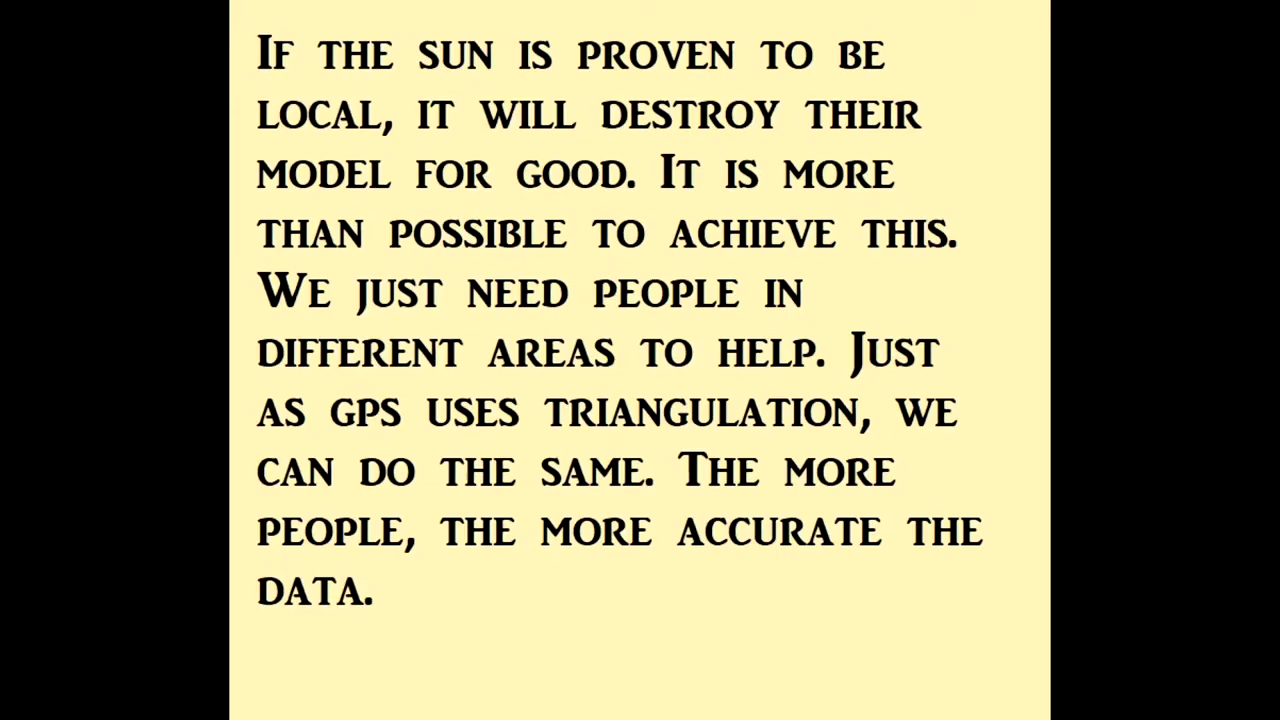 If the sun is proven to be
local, it will destroy their
model for good. It is more
than possible to achieve this.
We just need people in
different areas to help. Just
as gps uses triangulation, we
can do the same. The more
people, the more accurate the
data.